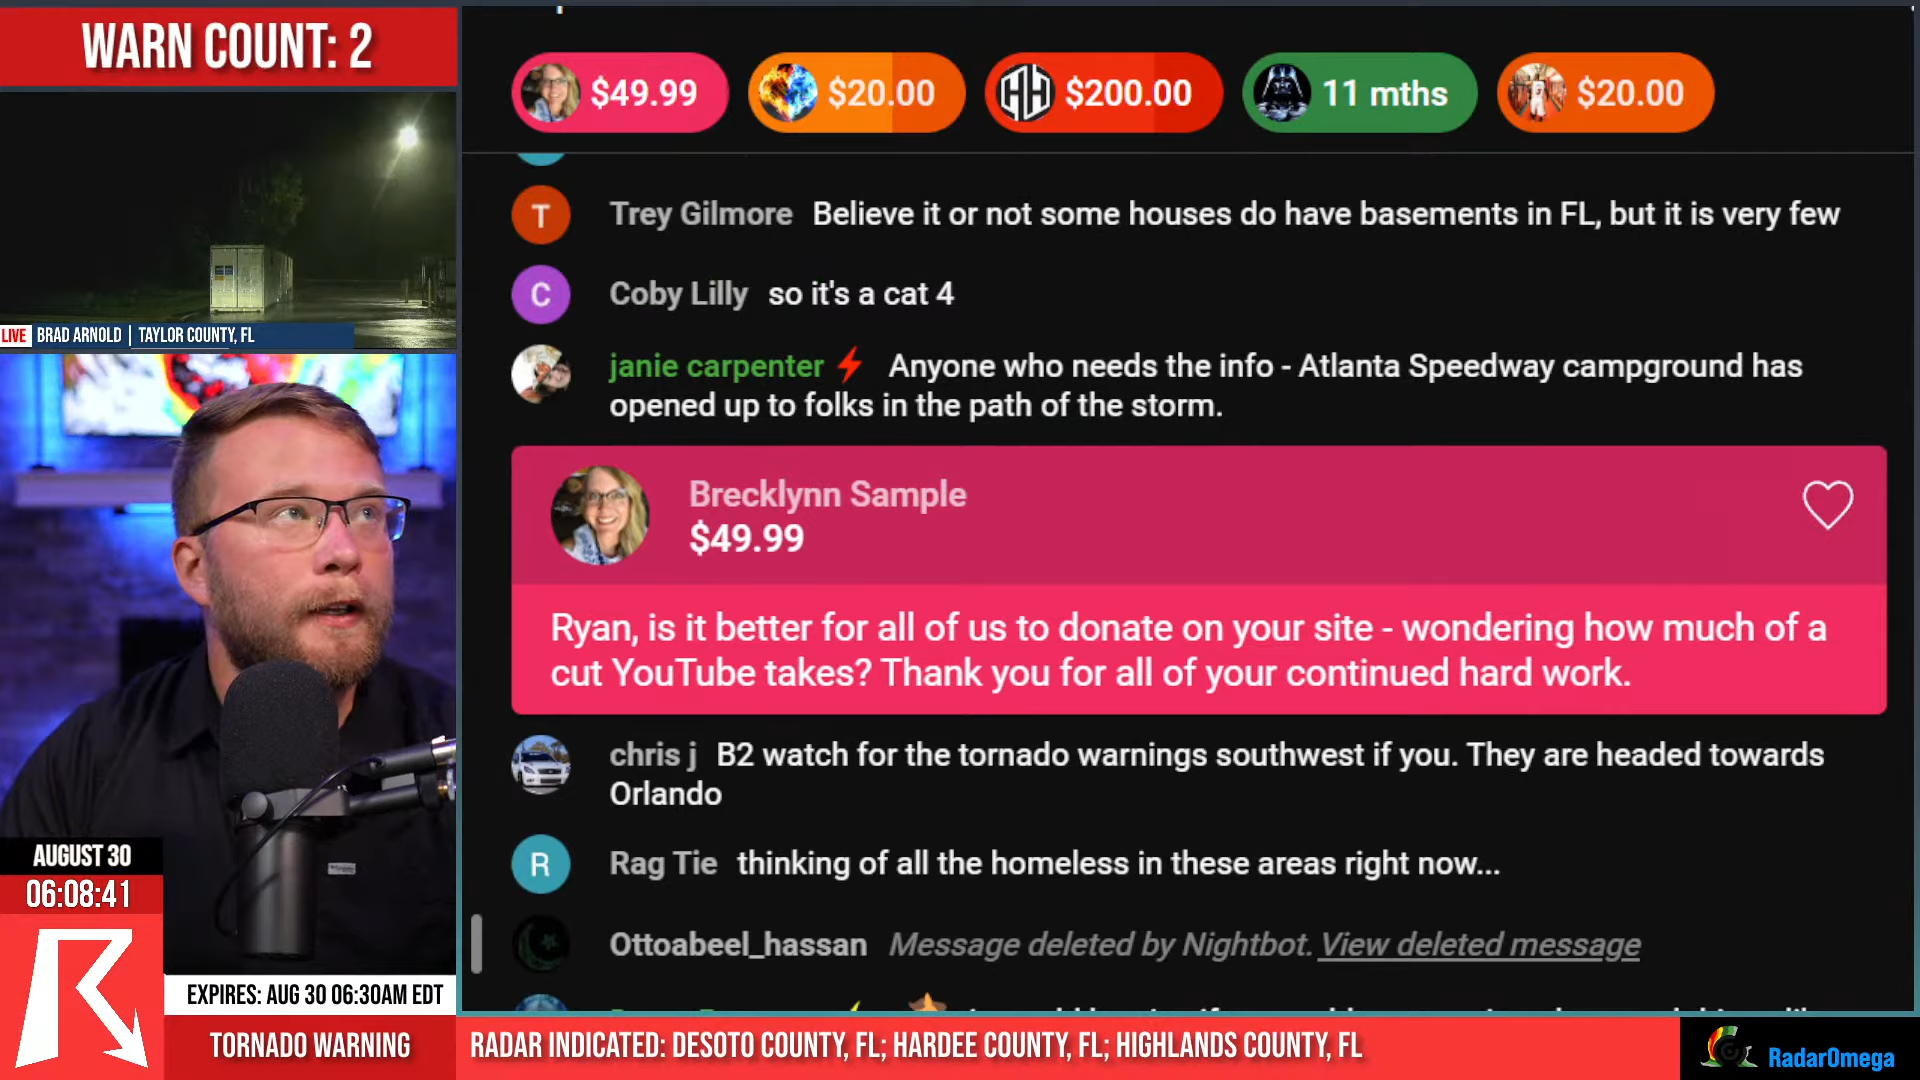 WARN COUNT: 2
$49.99
$20.00
$200.00
11 mths
$20.00
T
Trey Gilmore Believe it or not some houses do have basements in FL, but it is very few
C
Coby Lilly so it's a cat 4
janie carpenter Anyone who needs the info - Atlanta Speedway campground has
opened up to folks in the path of the storm.
Brecklynn Sample
$49.99
Ryan, is it better for all of us to donate on your site - wondering how much of a
cut YouTube takes? Thank you for all of your continued hard work.
chris j B2 watch for the tornado warnings southwest if you. They are headed towards
Orlando
R
Rag Tie thinking of all the homeless in these areas right now...
Ottoabeel_hassan Message deleted by Nightbot. View deleted message
LIVE BRAD ARNOLD | TAYLOR COUNTY, FL
AUGUST 30
06:08:41
R
EXPIRES: AUG 30 06:30AM EDT
TORNADO WARNING
RADAR INDICATED: DESOTO COUNTY, FL; HARDEE COUNTY, FL; HIGHLANDS COUNTY, FL
RadarOmega